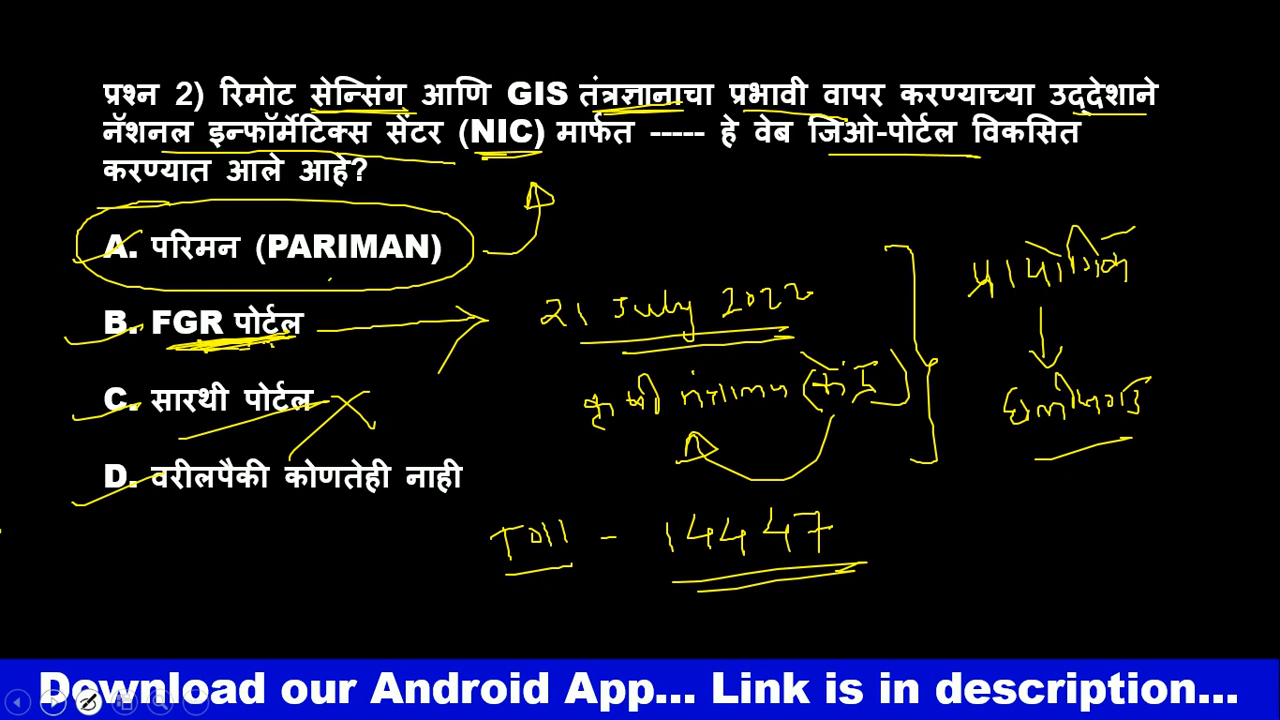 प्रश्न 2) रिमोट सेन्सिंग आणि GIS तंत्रज्ञानाचा प्रभावी वापर करण्याच्या उद्देशाने
नॅशनल इन्फॉर्मेटिक्स सेंटर (NIC) मार्फत ----- हे वेब जिओ-पोर्टल विकसित
करण्यात आले आहे?
A. परिमन (PARIMAN)
B. FGR पोर्टल
21 July 2022
C. सारथी पोर्टल
कृषी मंत्रालय (केंद्र)
D. वरीलपैकी कोणतेही नाही
Toll - 14447
Download our Android App... Link is in description...